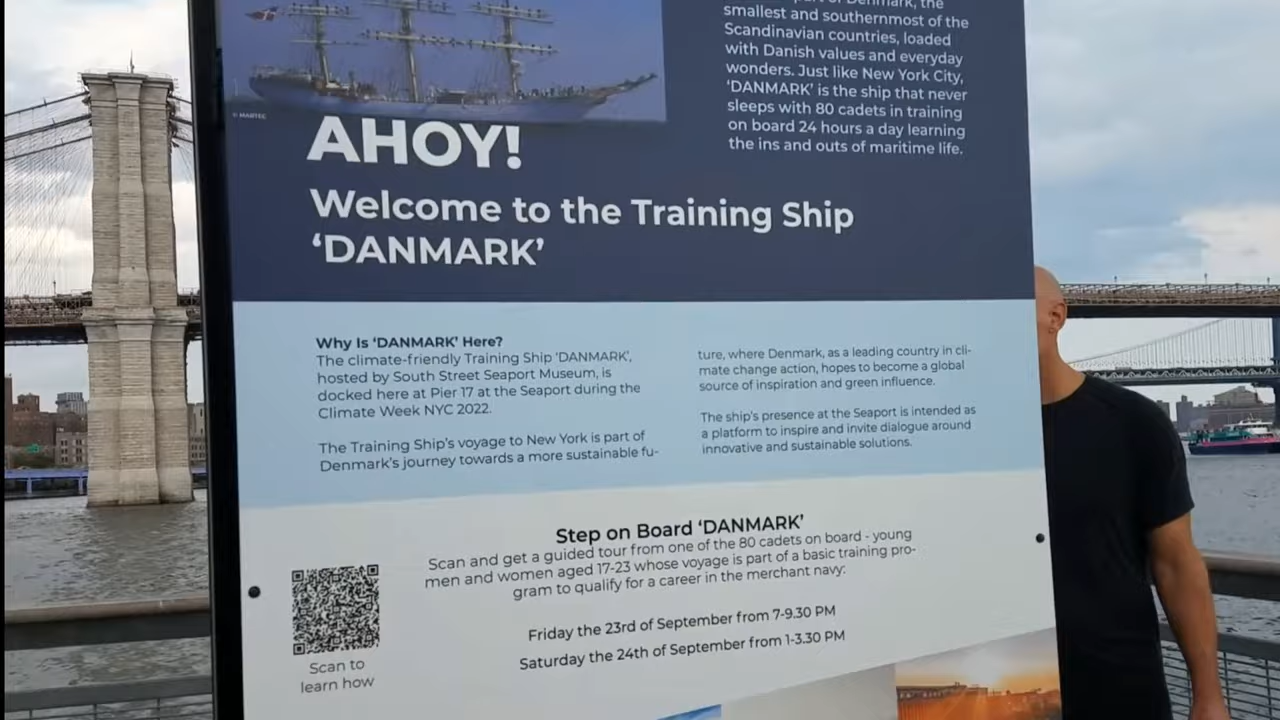 smallest and southernmost of the
Scandinavian countries, loaded
with Danish values and everyday
wonders. Just like New York City,
‘DANMARK’ is the ship that never
sleeps with 80 cadets in training
on board 24 hours a day learning
the ins and outs of maritime life.
© MARTEC
AHOY!
Welcome to the Training Ship
‘DANMARK’
Why Is ‘DANMARK’ Here?
The climate-friendly Training Ship ‘DANMARK’,
hosted by South Street Seaport Museum, is
docked here at Pier 17 at the Seaport during the
Climate Week NYC 2022.
The Training Ship’s voyage to New York is part of
Denmark’s journey towards a more sustainable fu-
ture, where Denmark, as a leading country in cli-
mate change action, hopes to become a global
source of inspiration and green influence.
The ship’s presence at the Seaport is intended as
a platform to inspire and invite dialogue around
innovative and sustainable solutions.
Step on Board ‘DANMARK’
Scan and get a guided tour from one of the 80 cadets on board - young
men and women aged 17-23 whose voyage is part of a basic training pro-
gram to qualify for a career in the merchant navy:
Friday the 23rd of September from 7-9.30 PM
Saturday the 24th of September from 1-3.30 PM
Scan to
learn how